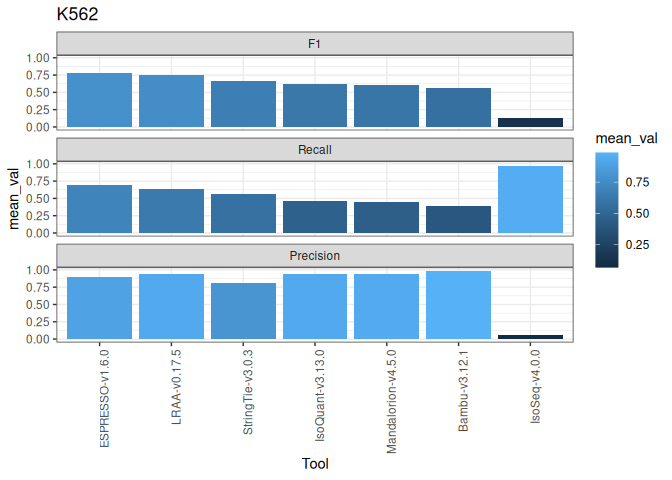 K562
F1
1.00
0.75
0.50
0.25
0.00
Recall
1.00
0.75
0.50
0.25
0.00
Precision
1.00
0.75
0.50
0.25
0.00
mean_val
ESPRESSO-v1.6.0
LRAA-v0.17.5
StringTie-v3.0.3
IsoQuant-v3.13.0
Mandalorion-v4.5.0
Bambu-v3.12.1
IsoSeq-v4.0.0
Tool
mean_val
0.75
0.50
0.25